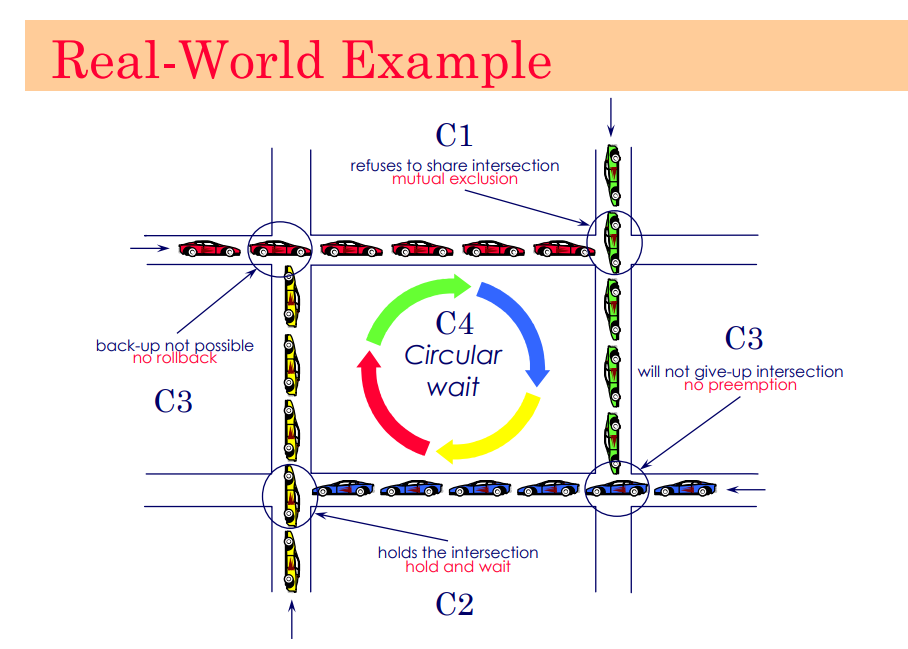 Real-World Example
C1
refuses to share intersection
mutual exclusion
C4
Circular
wait
C3
will not give-up intersection
no preemption
back-up not possible
no rollback
C3
holds the intersection
hold and wait
C2